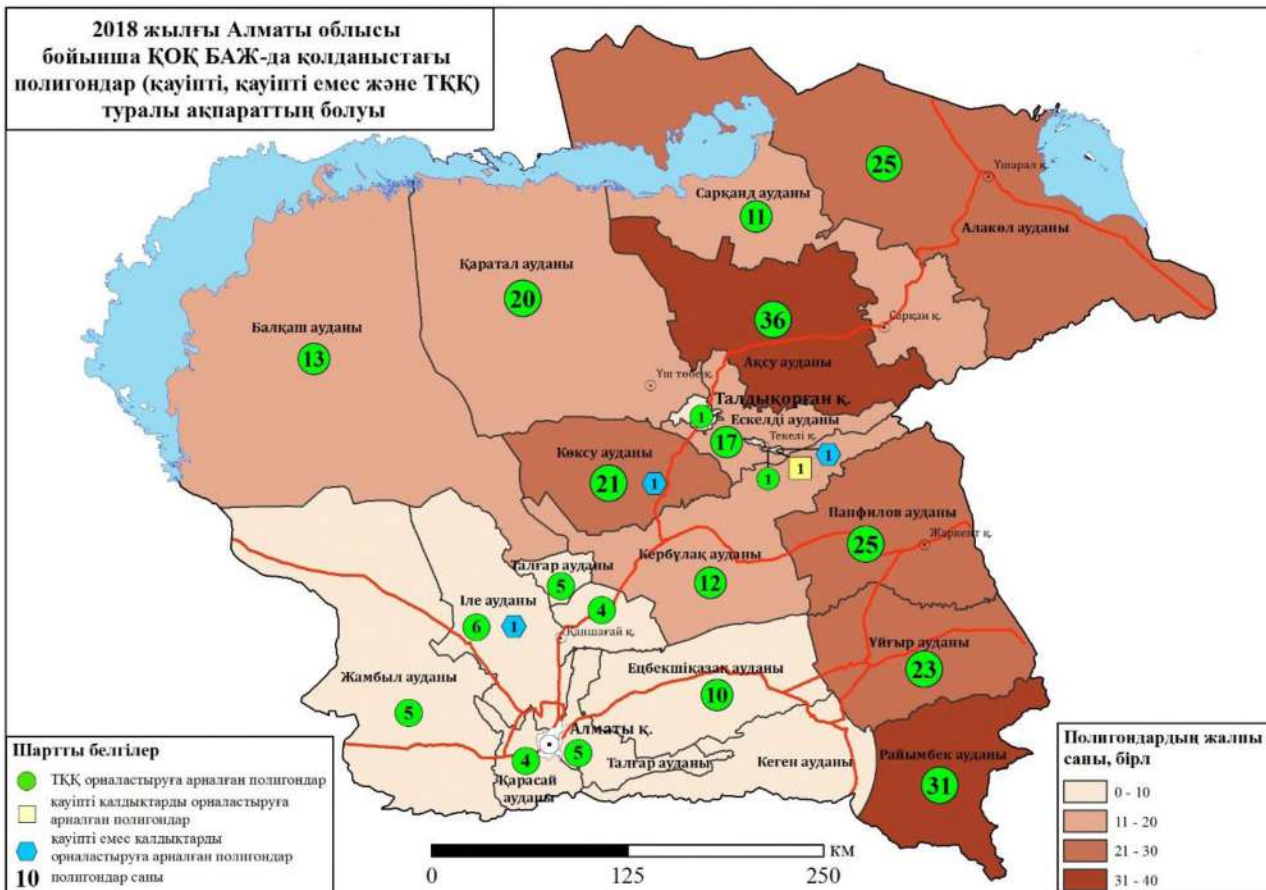 2018 жылғы Алматы облысы
бойынша ҚОҚ БАЖ-да қолданыстағы
полигондар (қауіпті, қауіпті емес және ТҚҚ)
туралы ақпараттың болуы
25
Үшарал қ.
Сарқанд ауданы
11
Алакөл ауданы
Қаратал ауданы
20
36
Сарқан қ.
Балқаш ауданы
13
Ақсу ауданы
Үш төбе қ.
Талдықорған қ.
1
Ескелді ауданы
17
Текелі қ.
1
1
1
Көксу ауданы
21
1
Панфилов ауданы
25
Жаркент қ.
Кербұлақ ауданы
12
Талғар ауданы
5
4
Іле ауданы
6
1
Қапшағай қ.
Ұйғыр ауданы
23
Еңбекшіқазақ ауданы
10
Жамбыл ауданы
5
Алматы қ.
4
5
Талғар ауданы
Кеген ауданы
Қарасай
ауданы
Райымбек ауданы
31
Шартты белгілер
ТҚҚ орналастыруға арналған полигондар
қауіпті қалдықтарды орналастыруға
арналған полигондар
қауіпті емес қалдықтарды
орналастыруға арналған полигондар
10 полигондар саны
км
0 125 250
Полигондардың жалпы
саны, бірл
0 - 10
11 - 20
21 - 30
31 - 40